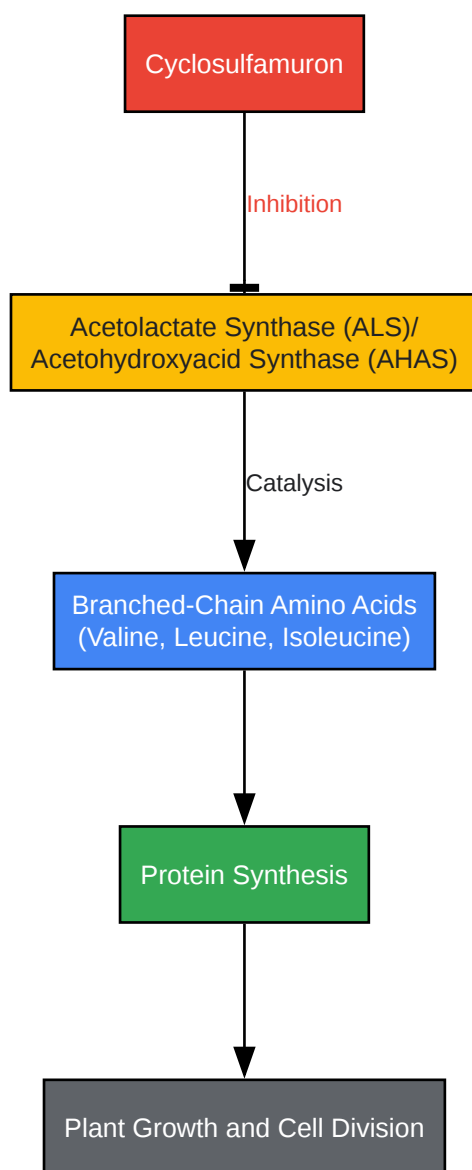 Cyclosulfamuron
Inhibition
Acetolactate Synthase (ALS)/
Acetohydroxyacid Synthase (AHAS)
Catalysis
Branched-Chain Amino Acids
(Valine, Leucine, Isoleucine)
Protein Synthesis
Plant Growth and Cell Division